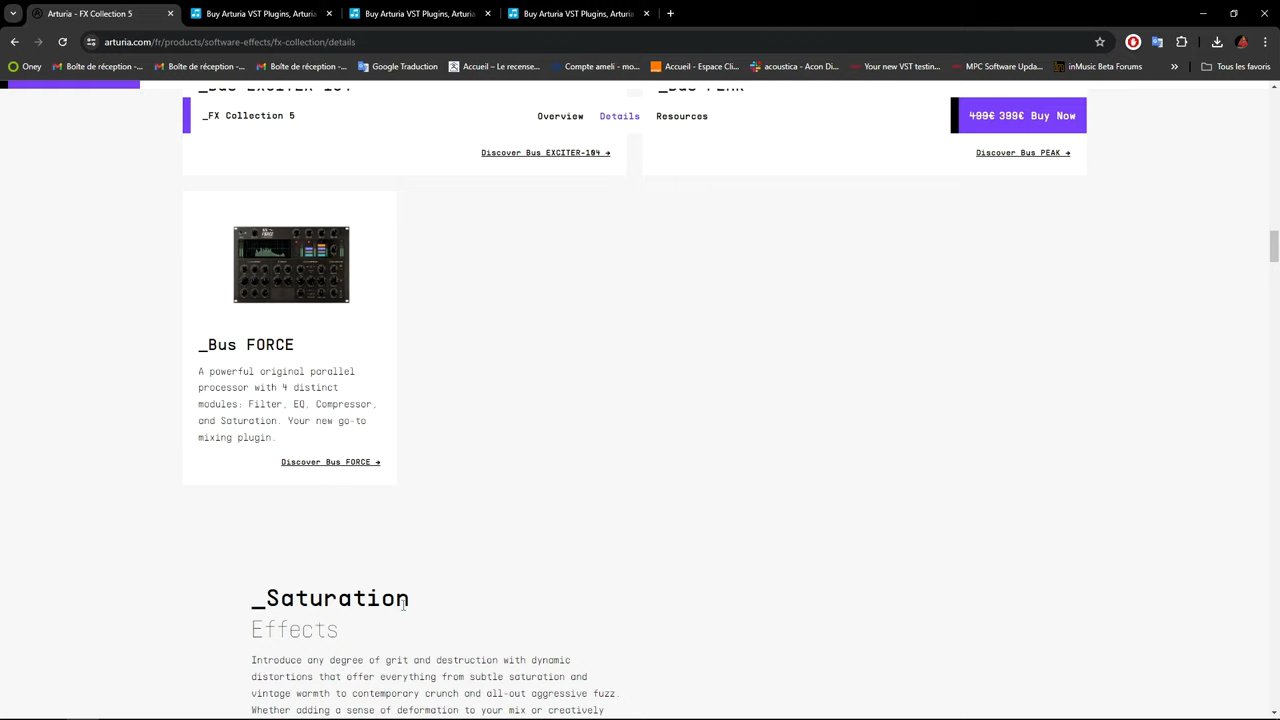 Arturia - FX Collection 5
Buy Arturia VST Plugins, Arturia
Buy Arturia VST Plugins, Arturia
Buy Arturia VST Plugins, Arturia
arturia.com/fr/products/software-effects/fx-collection/details
Oney
Boîte de réception -...
Boîte de réception -...
Boîte de réception -...
Google Traduction
Accueil – Le recense...
Compte ameli - mo...
Accueil - Espace Cli...
acoustica - Acon Di...
Your new VST testin...
MPC Software Upda...
inMusic Beta Forums
»
Tous les favoris
_Bus EXCITER-104
_Bus PEAK
_FX Collection 5
Overview
Details
Resources
499€ 399€ Buy Now
Discover Bus EXCITER-104 →
Discover Bus PEAK →
_Bus FORCE
A powerful original parallel
processor with 4 distinct
modules: Filter, EQ, Compressor,
and Saturation. Your new go-to
mixing plugin.
Discover Bus FORCE →
_Saturation
Effects
Introduce any degree of grit and destruction with dynamic
distortions that offer everything from subtle saturation and
vintage warmth to contemporary crunch and all-out aggressive fuzz.
Whether adding a sense of deformation to your mix or creatively